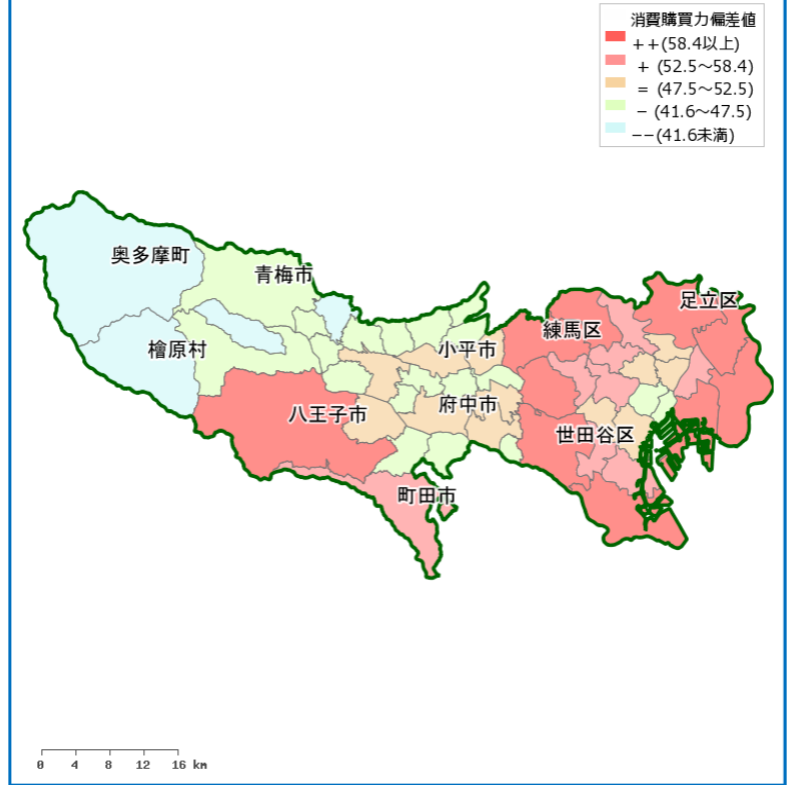 消費購買力偏差値
++(58.4以上)
+ (52.5～58.4)
= (47.5～52.5)
− (41.6～47.5)
−−(41.6未満)
奥多摩町
青梅市
足立区
練馬区
檜原村
小平市
八王子市
府中市
世田谷区
町田市
0 4 8 12 16 km